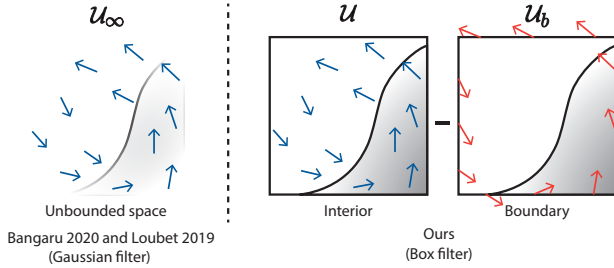 𝒰∞
𝒰
𝒰b
Unbounded space
Interior
Boundary
Bangaru 2020 and Loubet 2019
(Gaussian filter)
Ours
(Box filter)